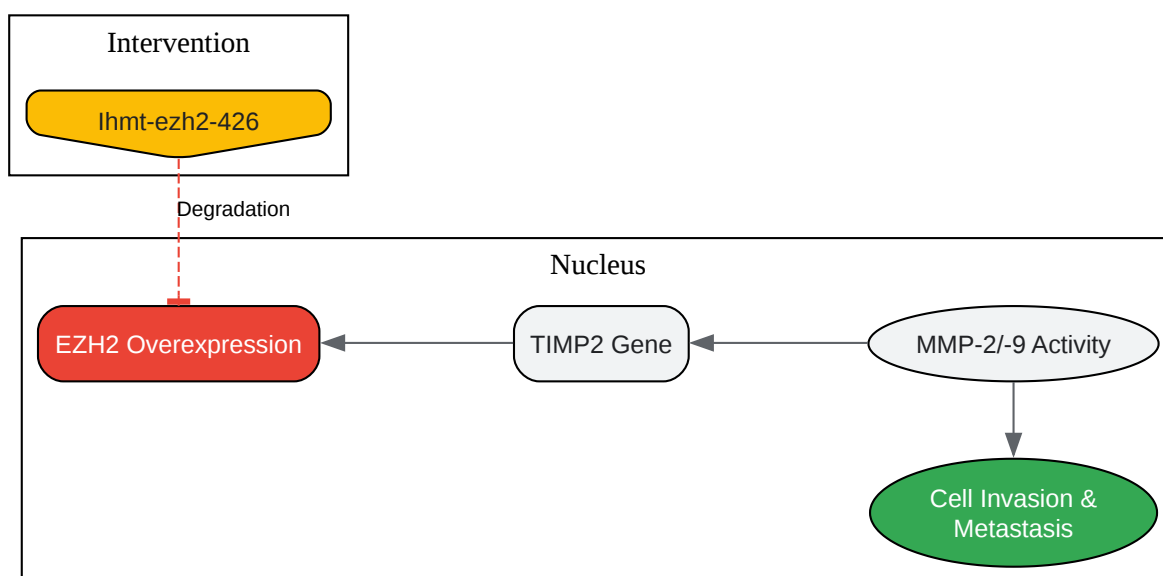 Intervention
Ihmt-ezh2-426
Degradation
Nucleus
EZH2 Overexpression
TIMP2 Gene
MMP-2/-9 Activity
Cell Invasion &
Metastasis